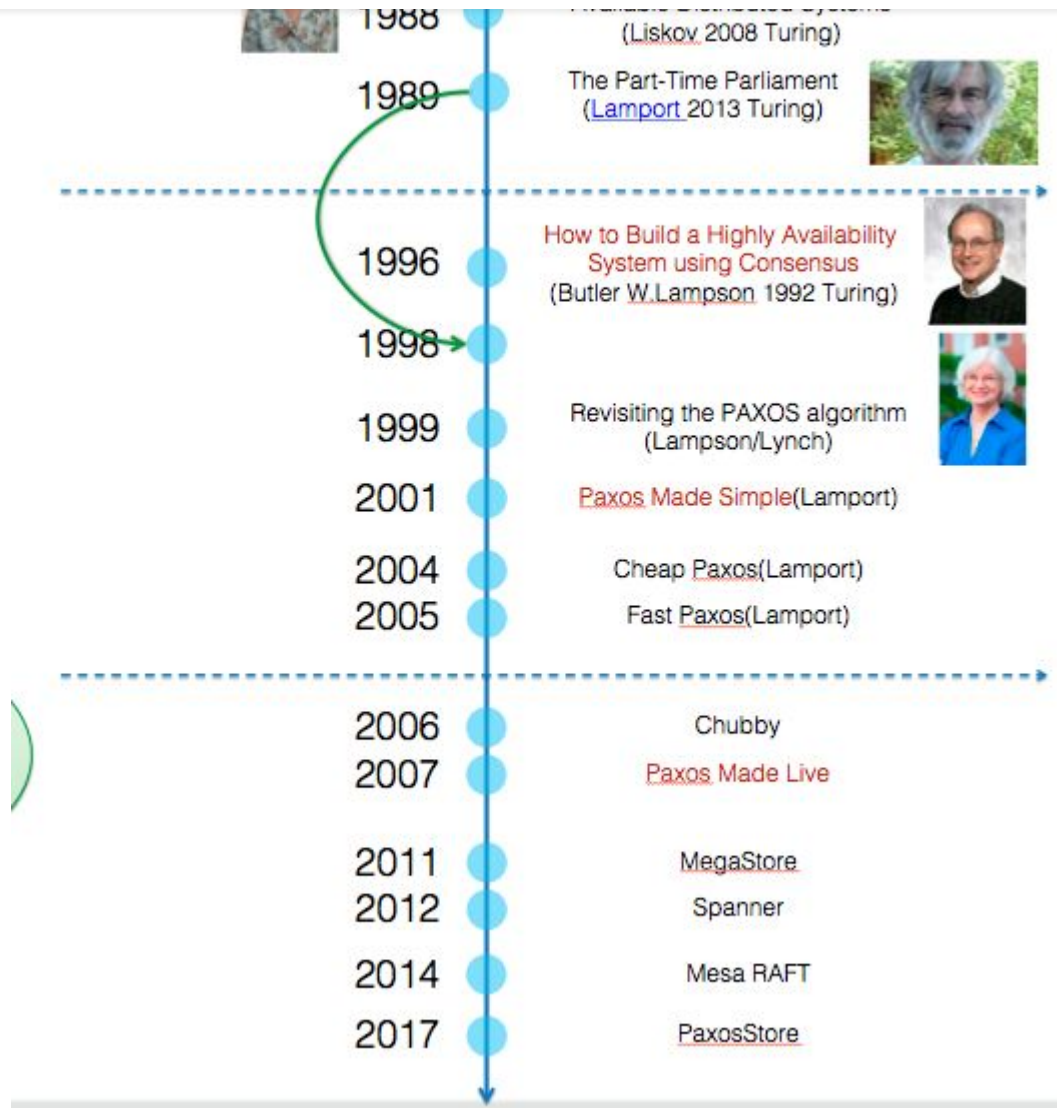 1988
Available Distributed Systems
(Liskov 2008 Turing)
1989
The Part-Time Parliament
(Lamport 2013 Turing)
1996
How to Build a Highly Availability
System using Consensus
(Butler W.Lampson 1992 Turing)
1998
1999
Revisiting the PAXOS algorithm
(Lampson/Lynch)
2001
Paxos Made Simple(Lamport)
2004
Cheap Paxos(Lamport)
2005
Fast Paxos(Lamport)
2006
Chubby
2007
Paxos Made Live
2011
MegaStore
2012
Spanner
2014
Mesa RAFT
2017
PaxosStore